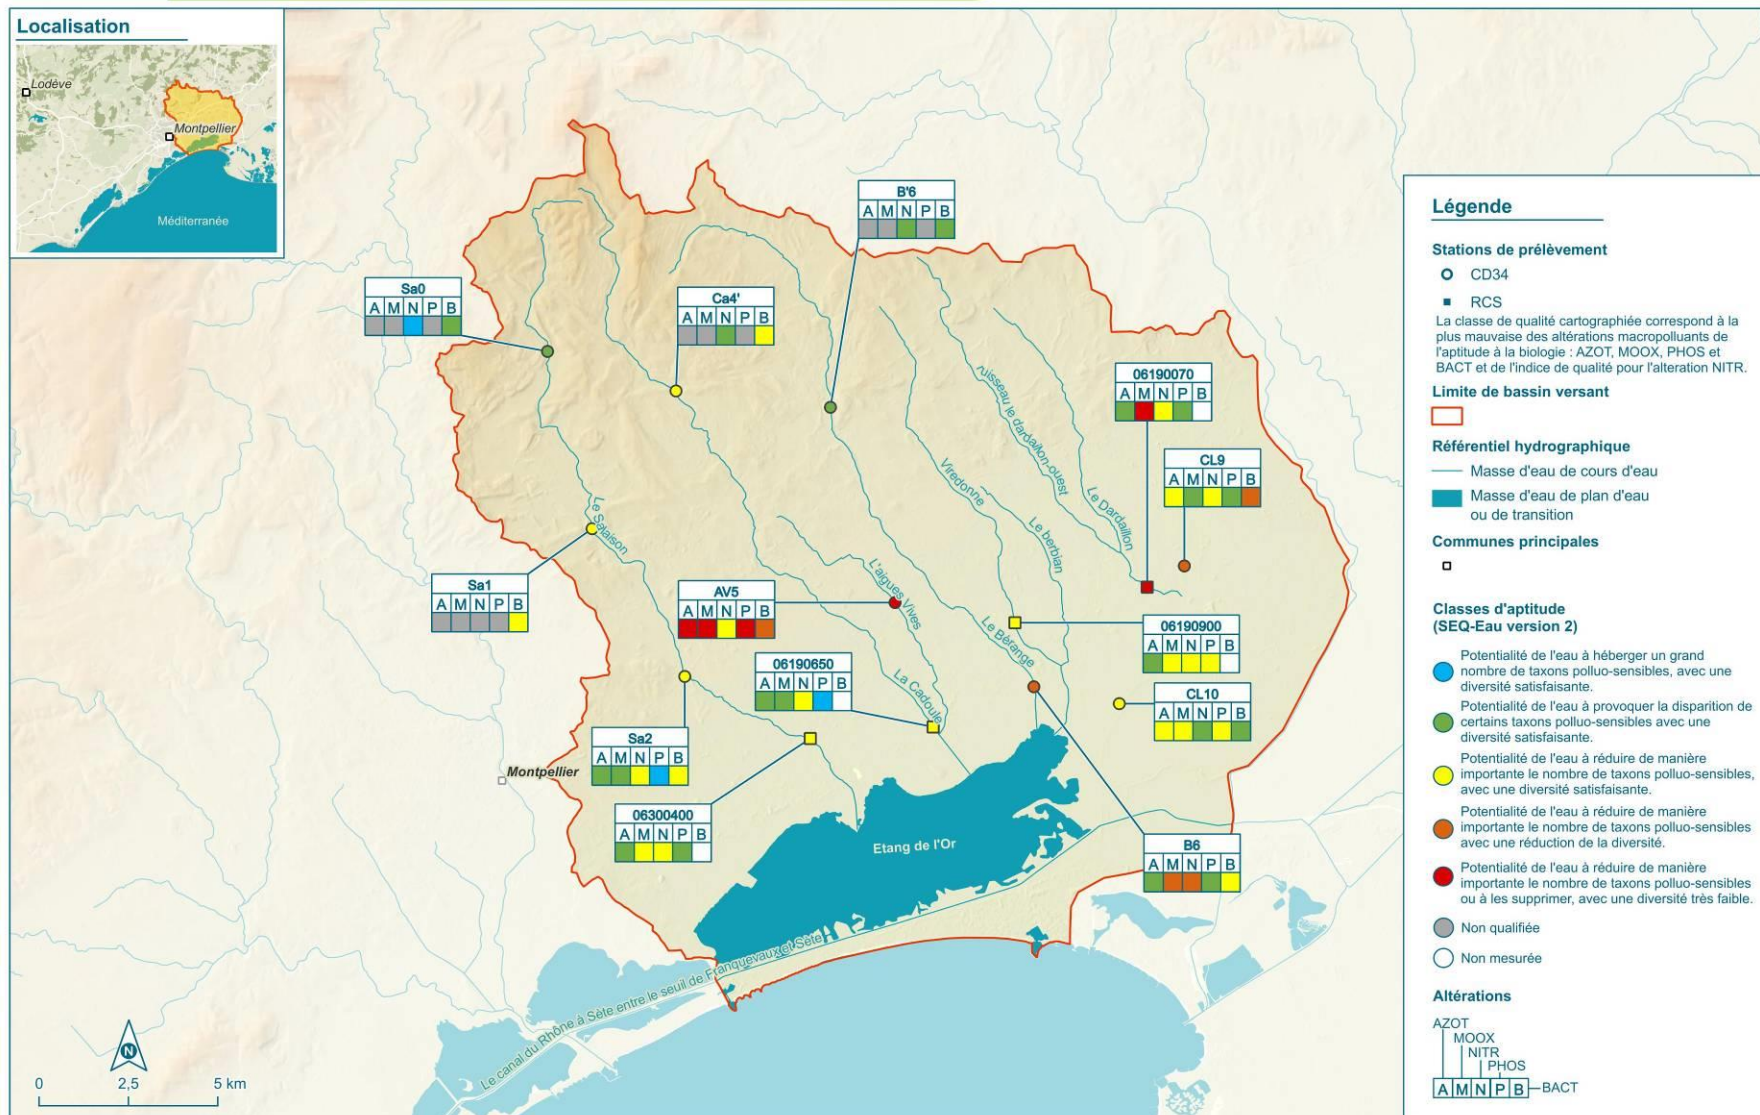 Localisation
Lodève
Montpellier
Méditerranée
B'6
A M N P B
Sa0
A M N P B
Ca4'
A M N P B
06190070
A M N P B
CL9
A M N P B
uisseau le dardaillon-ouest
Viredonne
Le Dardaillon
Le berbian
Le Salaison
L'aigues Vives
Sa1
A M N P B
AV5
A M N P B
Le Bérange
06190900
A M N P B
06190650
A M N P B
La Cadoule
CL10
A M N P B
Sa2
A M N P B
Montpellier
06300400
A M N P B
Etang de l'Or
B6
A M N P B
Le canal du Rhône à Sète entre le seuil de Franquevaux et Sète
N
0 2,5 5 km
Légende
Stations de prélèvement
CD34
RCS
La classe de qualité cartographiée correspond à la
plus mauvaise des altérations macropolluants de
l'aptitude à la biologie : AZOT, MOOX, PHOS et
BACT et de l'indice de qualité pour l'alteration NITR.
Limite de bassin versant
Référentiel hydrographique
Masse d'eau de cours d'eau
Masse d'eau de plan d'eau
ou de transition
Communes principales
Classes d'aptitude
(SEQ-Eau version 2)
Potentialité de l'eau à héberger un grand
nombre de taxons polluo-sensibles, avec une
diversité satisfaisante.
Potentialité de l'eau à provoquer la disparition de
certains taxons polluo-sensibles avec une
diversité satisfaisante.
Potentialité de l'eau à réduire de manière
importante le nombre de taxons polluo-sensibles,
avec une diversité satisfaisante.
Potentialité de l'eau à réduire de manière
importante le nombre de taxons polluo-sensibles
avec une réduction de la diversité.
Potentialité de l'eau à réduire de manière
importante le nombre de taxons polluo-sensibles
ou à les supprimer, avec une diversité très faible.
Non qualifiée
Non mesurée
Altérations
AZOT
MOOX
NITR
PHOS
A M N P B BACT